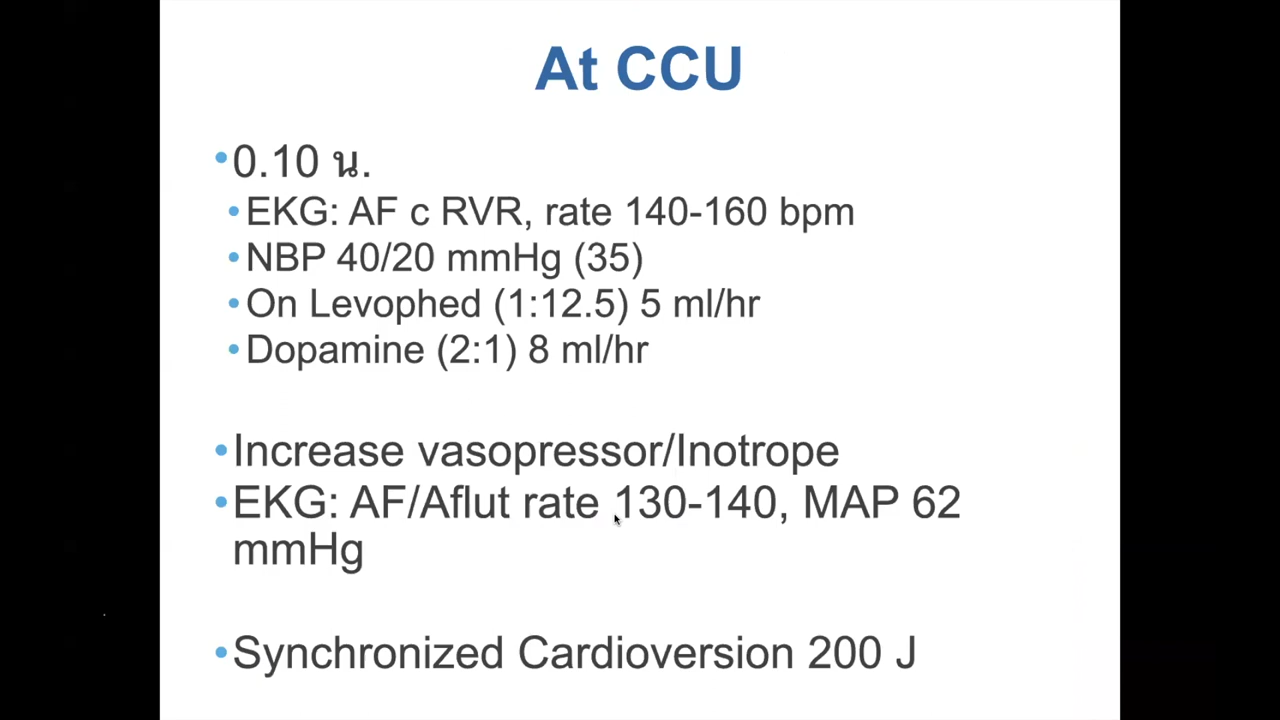 At CCU
•0.10 น.
•EKG: AF c RVR, rate 140-160 bpm
•NBP 40/20 mmHg (35)
•On Levophed (1:12.5) 5 ml/hr
•Dopamine (2:1) 8 ml/hr
•Increase vasopressor/Inotrope
•EKG: AF/Aflut rate 130-140, MAP 62
mmHg
•Synchronized Cardioversion 200 J